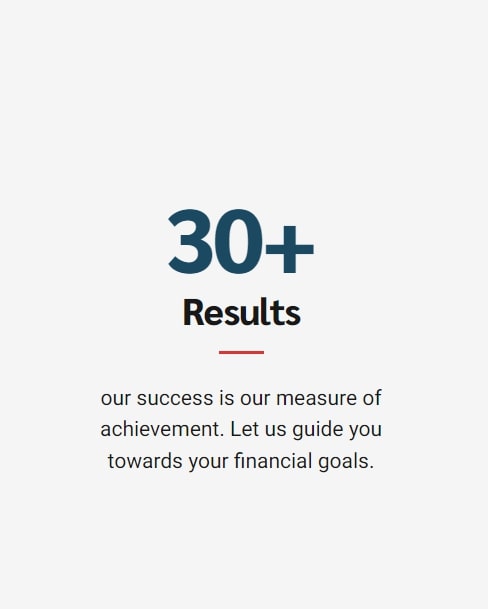 30+
Results
our success is our measure of
achievement. Let us guide you
towards your financial goals.